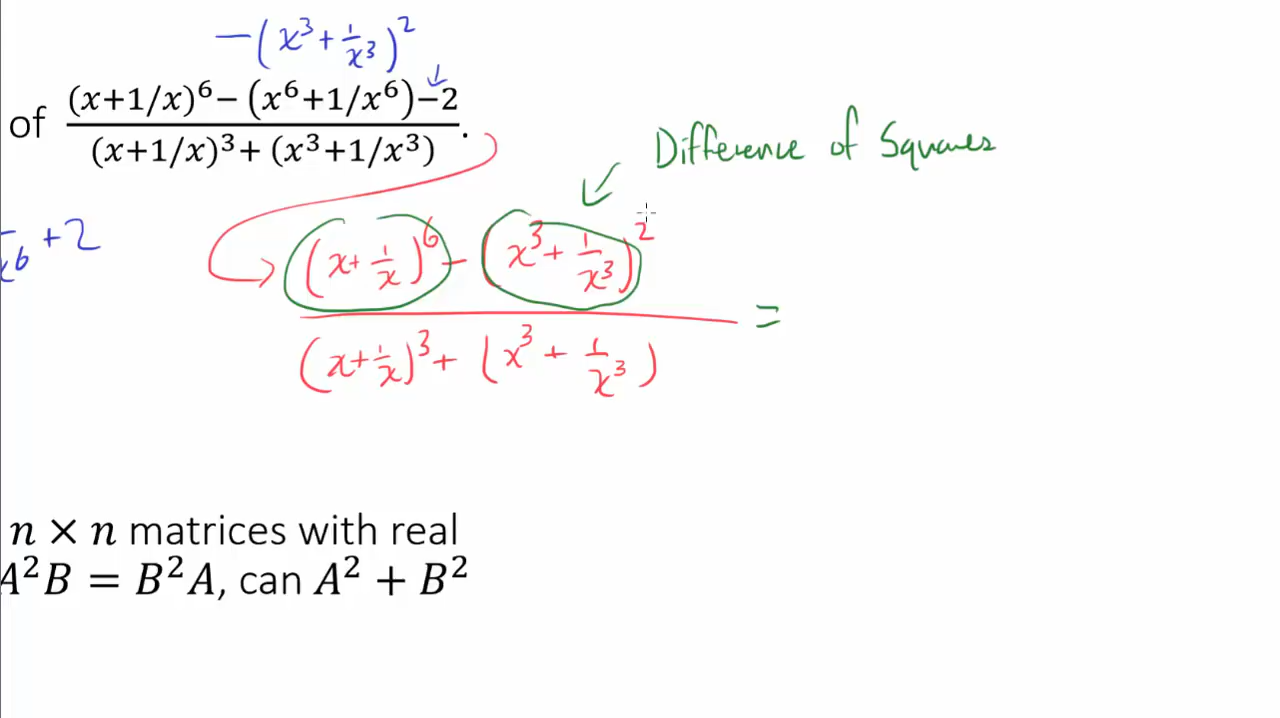 −(x³ + 1/x³)²
of (x+1/x)⁶− (x⁶+1/x⁶)−2
(x+1/x)³+ (x³+1/x³) .
Difference of Squares
x⁶ + 2
(x + 1/x)⁶ − (x³ + 1/x³)²
=
(x + 1/x)³ + (x³ + 1/x³)
n × n matrices with real
A²B = B²A, can A² + B²